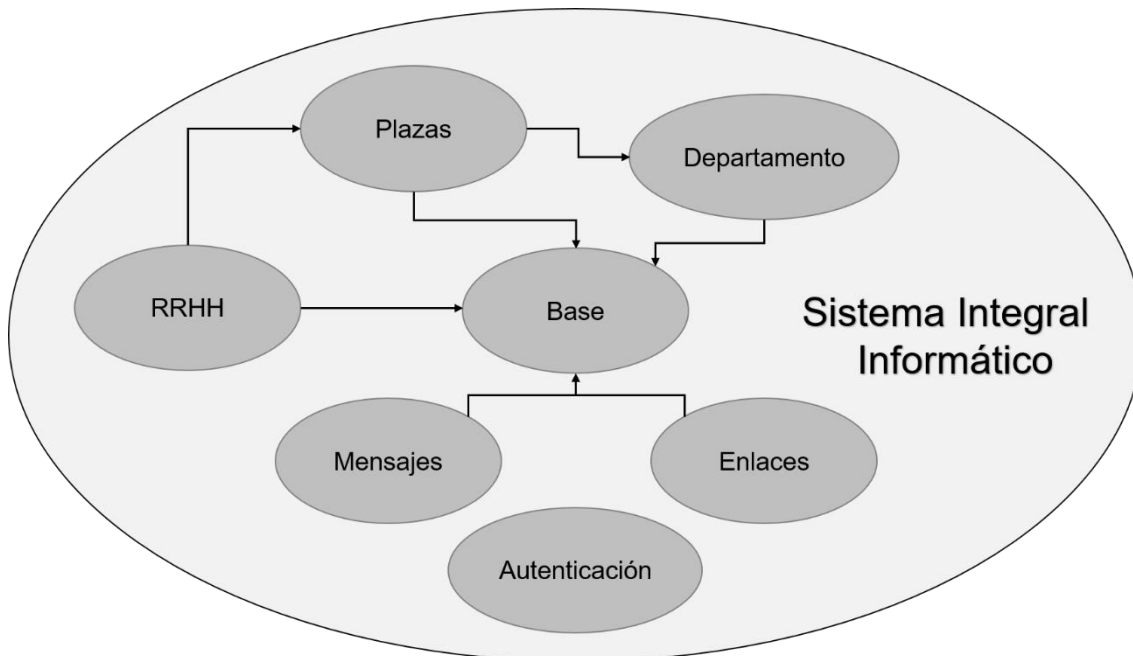 Plazas
Departamento
RRHH
Base
Sistema Integral
Informático
Mensajes
Enlaces
Autenticación